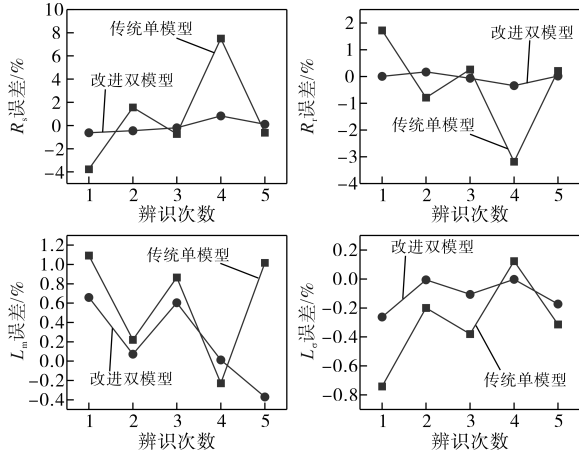 10
8
6
4
2
0
−2
−4
R_s误差/%
传统单模型
改进双模型
1 2 3 4 5
辨识次数
2
1
0
−1
−2
−3
−4
R_r误差/%
改进双模型
传统单模型
1 2 3 4 5
辨识次数
1.2
1.0
0.8
0.6
0.4
0.2
0.0
−0.2
−0.4
L_m误差/%
传统单模型
改进双模型
1 2 3 4 5
辨识次数
0.2
0.0
−0.2
−0.4
−0.6
−0.8
L_σ误差/%
改进双模型
传统单模型
1 2 3 4 5
辨识次数